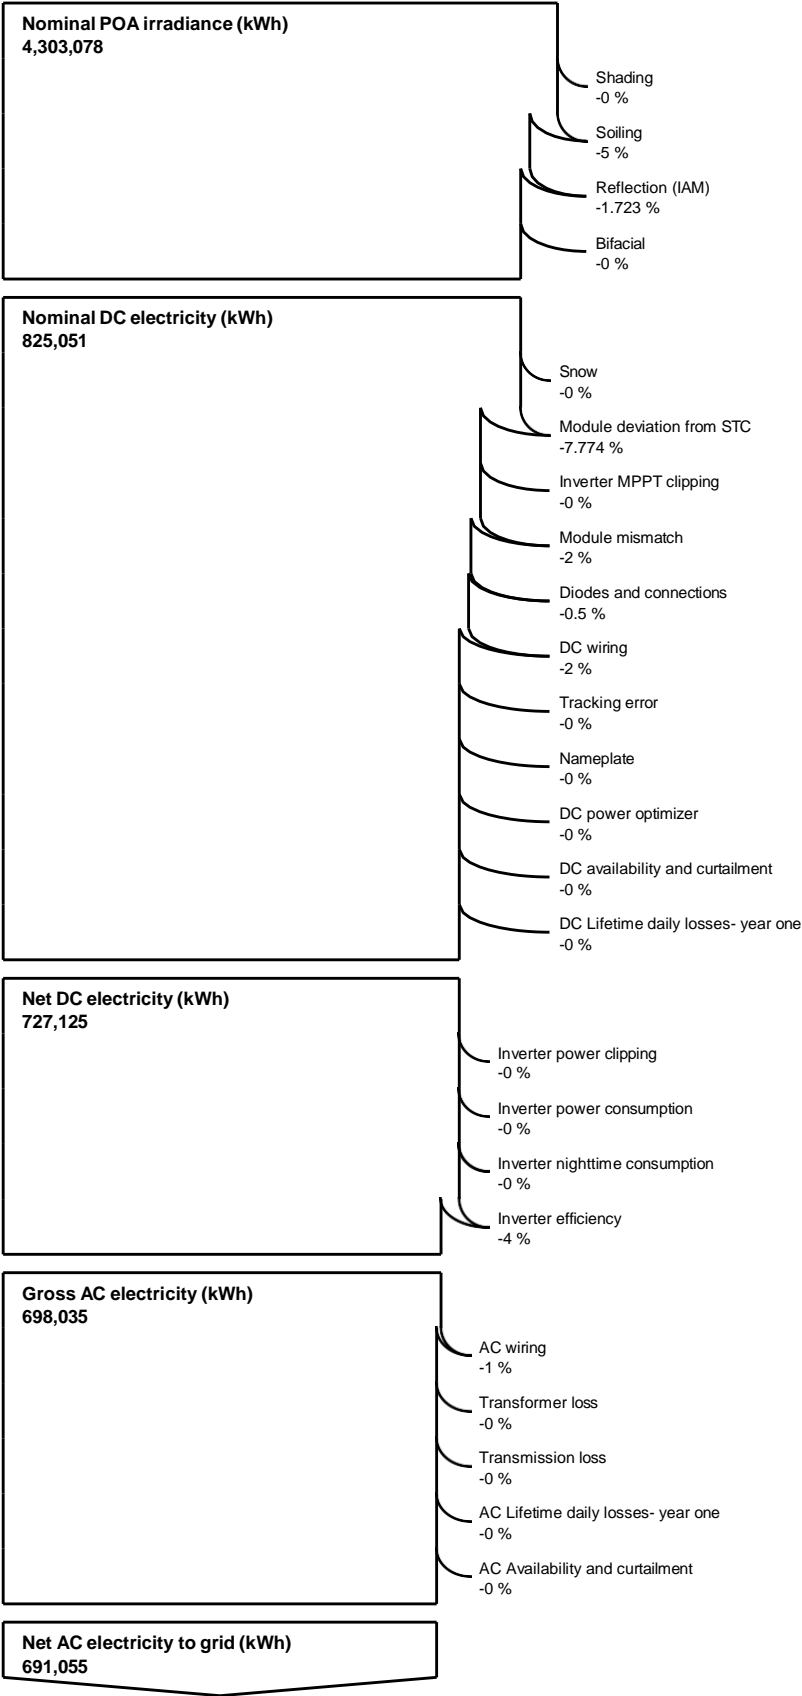 Nominal POA irradiance (kWh)
4,303,078
Shading
-0 %
Soiling
-5 %
Reflection (IAM)
-1.723 %
Bifacial
-0 %
Nominal DC electricity (kWh)
825,051
Snow
-0 %
Module deviation from STC
-7.774 %
Inverter MPPT clipping
-0 %
Module mismatch
-2 %
Diodes and connections
-0.5 %
DC wiring
-2 %
Tracking error
-0 %
Nameplate
-0 %
DC power optimizer
-0 %
DC availability and curtailment
-0 %
DC Lifetime daily losses- year one
-0 %
Net DC electricity (kWh)
727,125
Inverter power clipping
-0 %
Inverter power consumption
-0 %
Inverter nighttime consumption
-0 %
Inverter efficiency
-4 %
Gross AC electricity (kWh)
698,035
AC wiring
-1 %
Transformer loss
-0 %
Transmission loss
-0 %
AC Lifetime daily losses- year one
-0 %
AC Availability and curtailment
-0 %
Net AC electricity to grid (kWh)
691,055